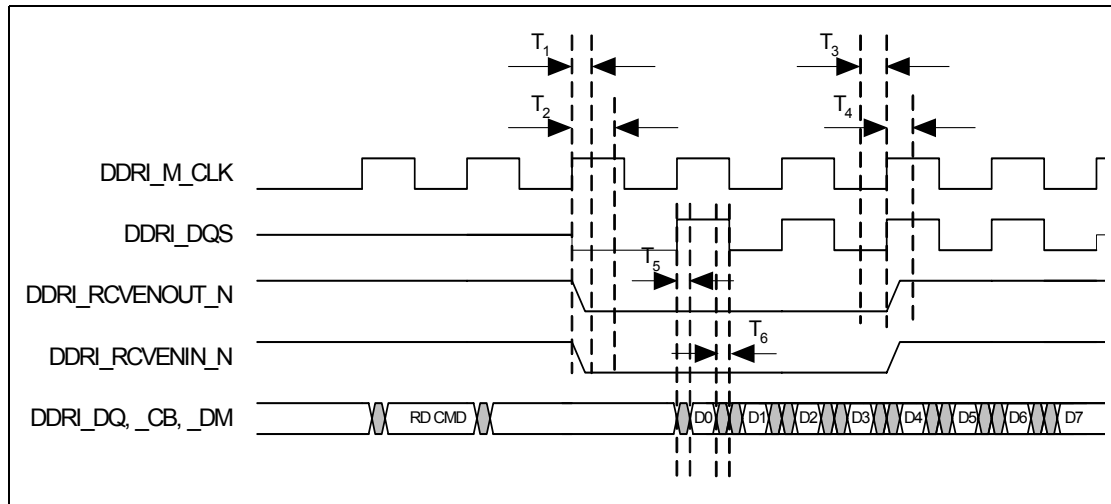 T1
T3
T2
T4
DDRI_M_CLK
DDRI_DQS
T5
DDRI_RCVENOUT_N
T6
DDRI_RCVENIN_N
DDRI_DQ, _CB, _DM
RD CMD
D0 D1 D2 D3 D4 D5 D6 D7